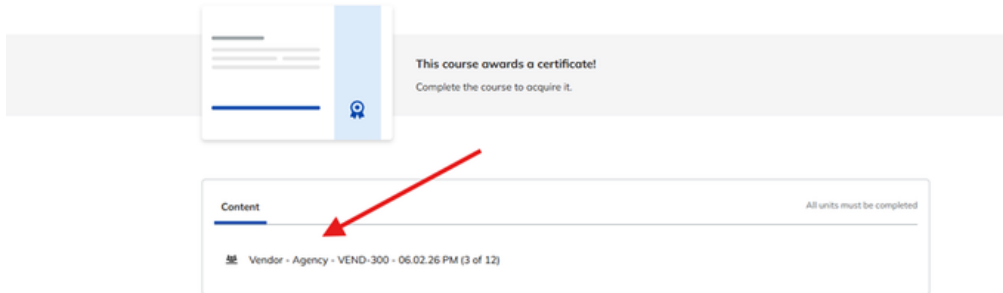 This course awards a certificate!
Complete the course to acquire it.
Content
All units must be completed
Vendor - Agency - VEND-300 - 06.02.26 PM (3 of 12)